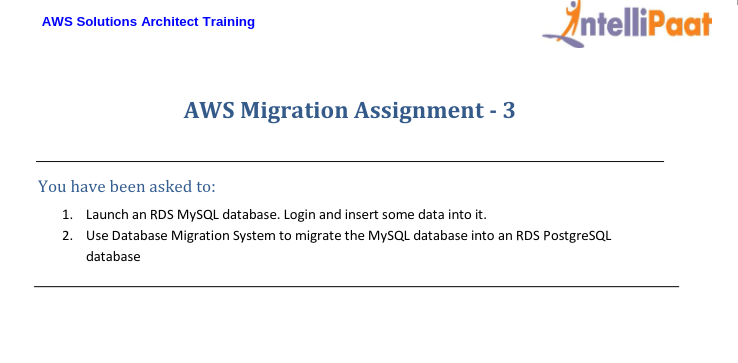 AWS Solutions Architect Training
IntelliPaat
AWS Migration Assignment - 3
You have been asked to:
1. Launch an RDS MySQL database. Login and insert some data into it.
2. Use Database Migration System to migrate the MySQL database into an RDS PostgreSQL
database